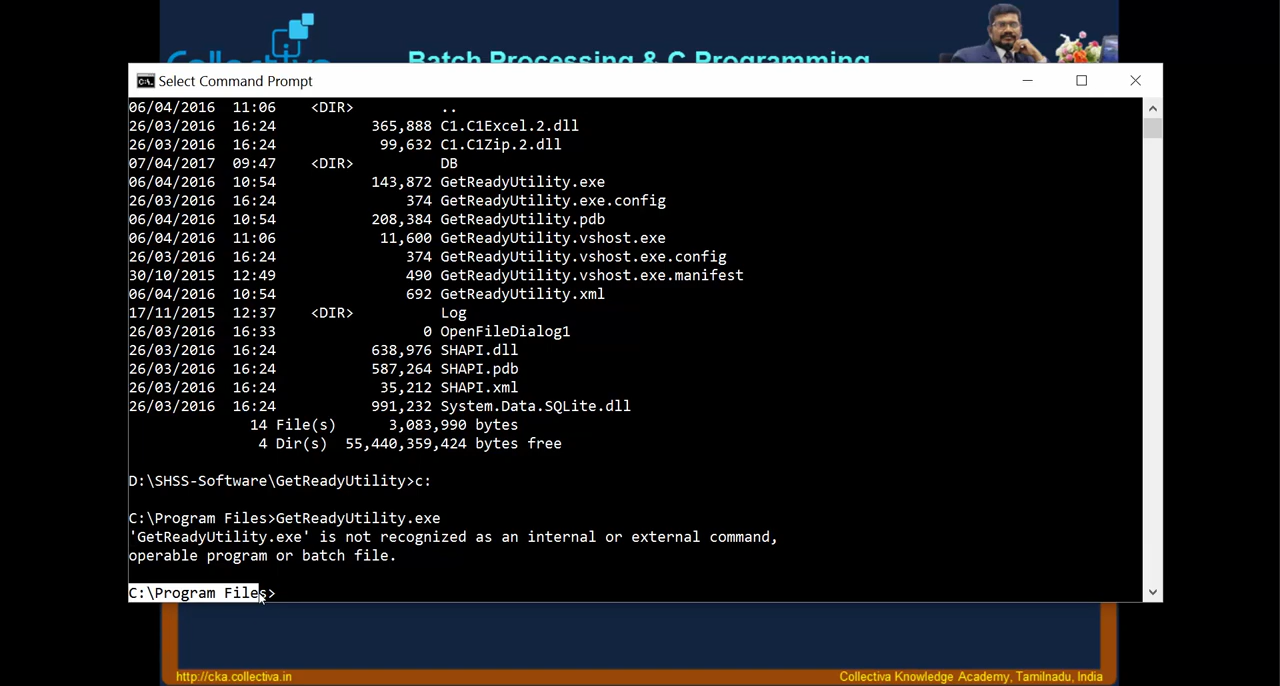 Collectiva
Batch Processing & C Programming
Select Command Prompt
06/04/2016 11:06 <DIR> ..
26/03/2016 16:24 365,888 C1.C1Excel.2.dll
26/03/2016 16:24 99,632 C1.C1Zip.2.dll
07/04/2017 09:47 <DIR> DB
06/04/2016 10:54 143,872 GetReadyUtility.exe
26/03/2016 16:24 374 GetReadyUtility.exe.config
06/04/2016 10:54 208,384 GetReadyUtility.pdb
06/04/2016 11:06 11,600 GetReadyUtility.vshost.exe
26/03/2016 16:24 374 GetReadyUtility.vshost.exe.config
30/10/2015 12:49 490 GetReadyUtility.vshost.exe.manifest
06/04/2016 10:54 692 GetReadyUtility.xml
17/11/2015 12:37 <DIR> Log
26/03/2016 16:33 0 OpenFileDialog1
26/03/2016 16:24 638,976 SHAPI.dll
26/03/2016 16:24 587,264 SHAPI.pdb
26/03/2016 16:24 35,212 SHAPI.xml
26/03/2016 16:24 991,232 System.Data.SQLite.dll
14 File(s) 3,083,990 bytes
4 Dir(s) 55,440,359,424 bytes free
D:\SHSS-Software\GetReadyUtility>c:
C:\Program Files>GetReadyUtility.exe
'GetReadyUtility.exe' is not recognized as an internal or external command,
operable program or batch file.
C:\Program Files>
http://cka.collectiva.in
Collectiva Knowledge Academy, Tamilnadu, India